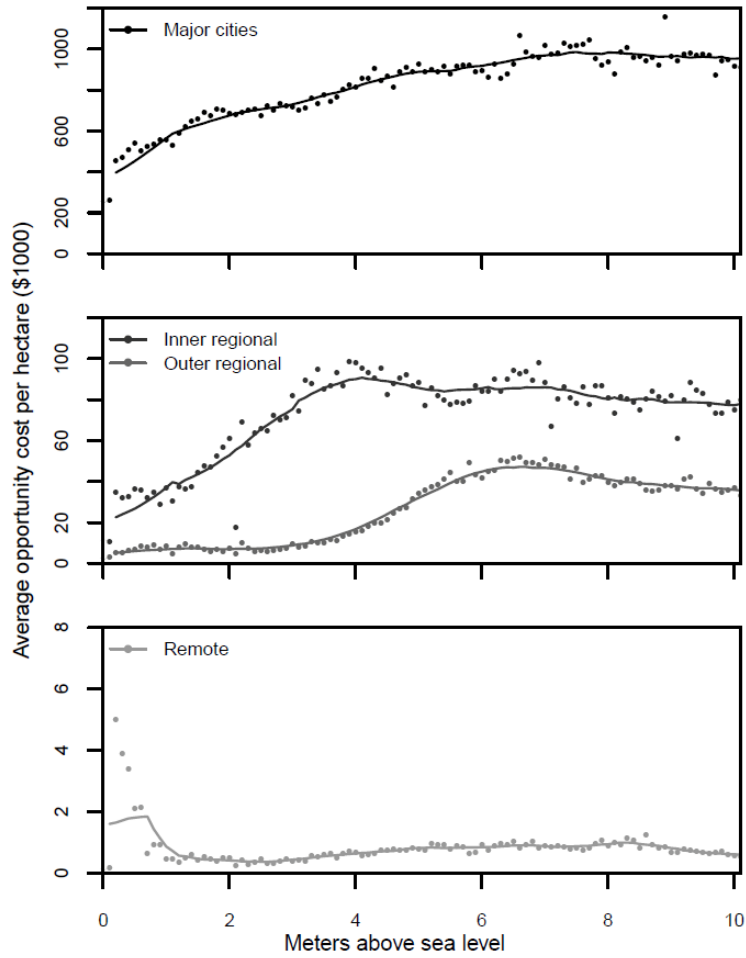 Average opportunity cost per hectare ($1000)
Major cities
1000
600
200
0
Inner regional
Outer regional
100
60
20
0
Remote
8
6
4
2
0
0 2 4 6 8 10
Meters above sea level